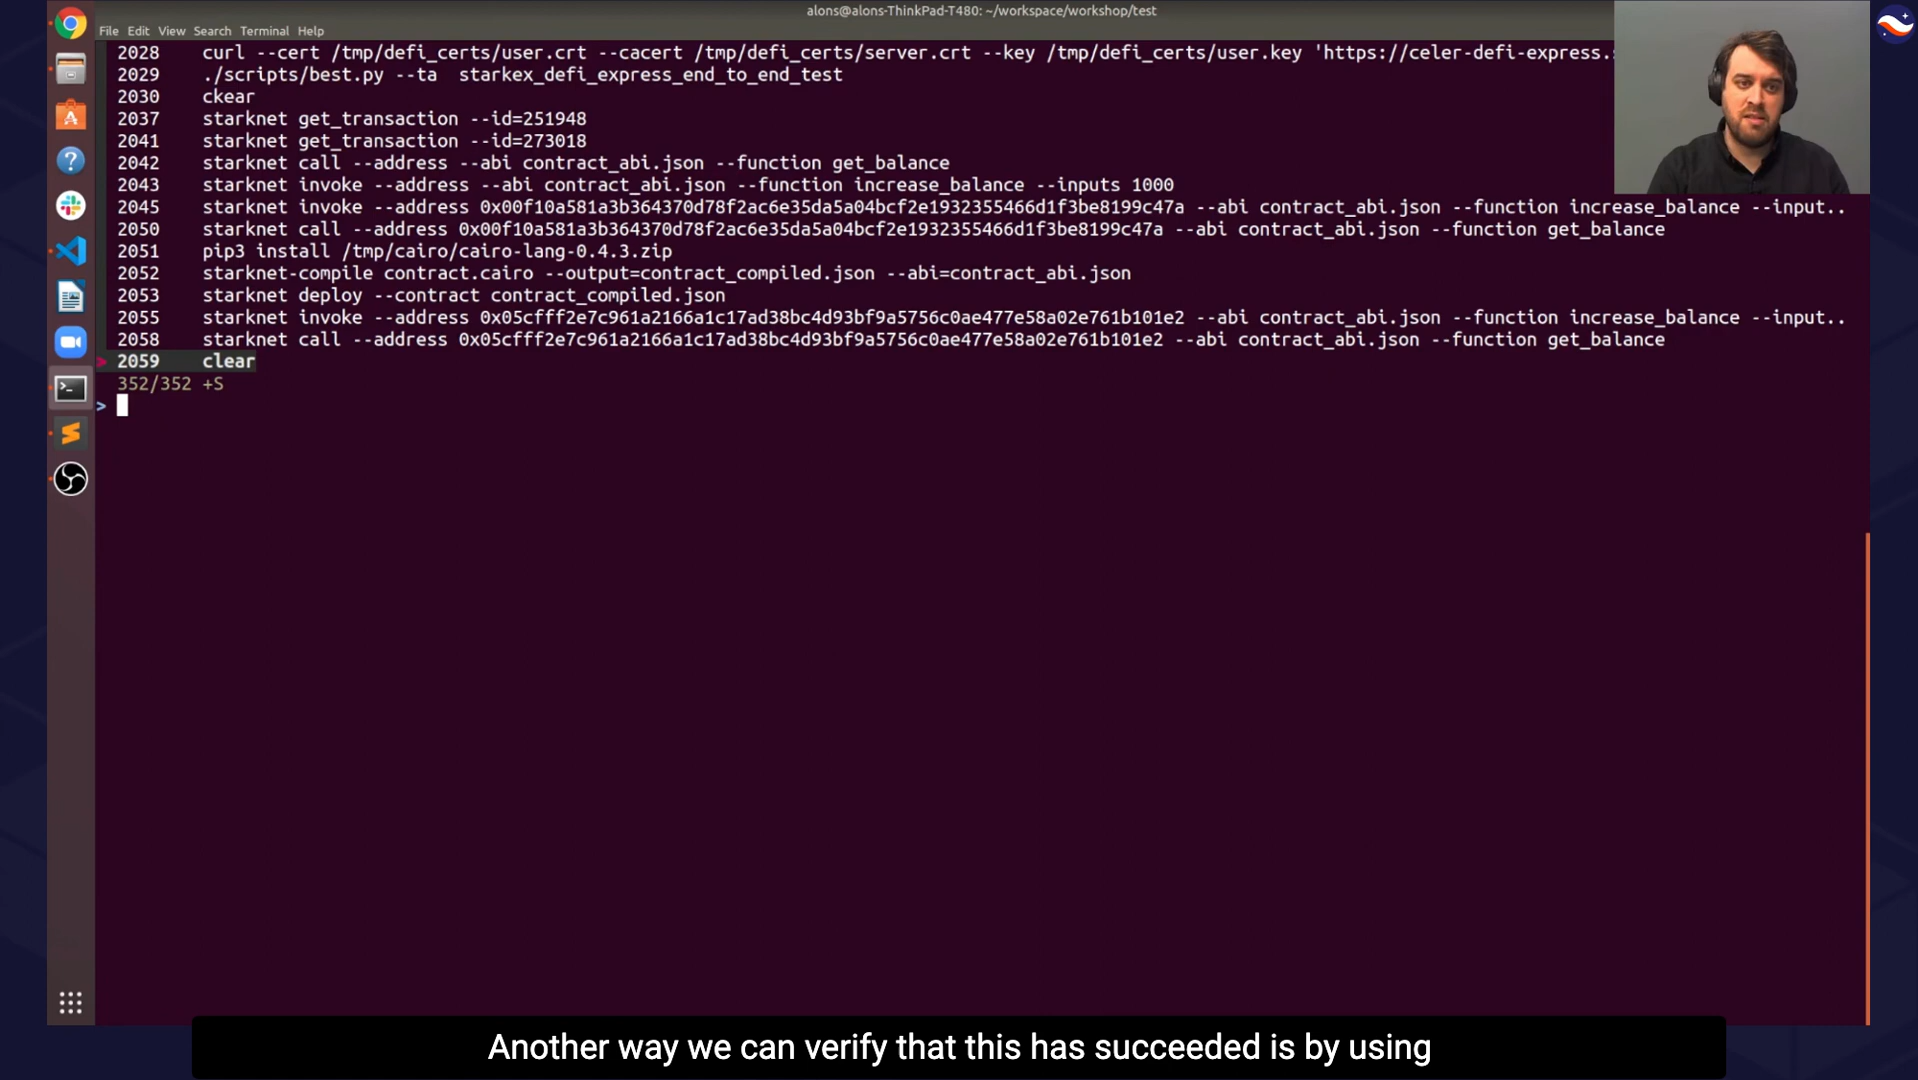 alons@alons-ThinkPad-T480: ~/workspace/workshop/test
File Edit View Search Terminal Help
2028 curl --cert /tmp/defi_certs/user.crt --cacert /tmp/defi_certs/server.crt --key /tmp/defi_certs/user.key 'https://celer-defi-express.
2029 ./scripts/best.py --ta starkex_defi_express_end_to_end_test
2030 ckear
2037 starknet get_transaction --id=251948
2041 starknet get_transaction --id=273018
2042 starknet call --address --abi contract_abi.json --function get_balance
2043 starknet invoke --address --abi contract_abi.json --function increase_balance --inputs 1000
2045 starknet invoke --address 0x00f10a581a3b364370d78f2ac6e35da5a04bcf2e1932355466d1f3be8199c47a --abi contract_abi.json --function increase_balance --input..
2050 starknet call --address 0x00f10a581a3b364370d78f2ac6e35da5a04bcf2e1932355466d1f3be8199c47a --abi contract_abi.json --function get_balance
2051 pip3 install /tmp/cairo/cairo-lang-0.4.3.zip
2052 starknet-compile contract.cairo --output=contract_compiled.json --abi=contract_abi.json
2053 starknet deploy --contract contract_compiled.json
2055 starknet invoke --address 0x05cfff2e7c961a2166a1c17ad38bc4d93bf9a5756c0ae477e58a02e761b101e2 --abi contract_abi.json --function increase_balance --input..
2058 starknet call --address 0x05cfff2e7c961a2166a1c17ad38bc4d93bf9a5756c0ae477e58a02e761b101e2 --abi contract_abi.json --function get_balance
> 2059 clear
352/352 +S
>
Another way we can verify that this has succeeded is by using